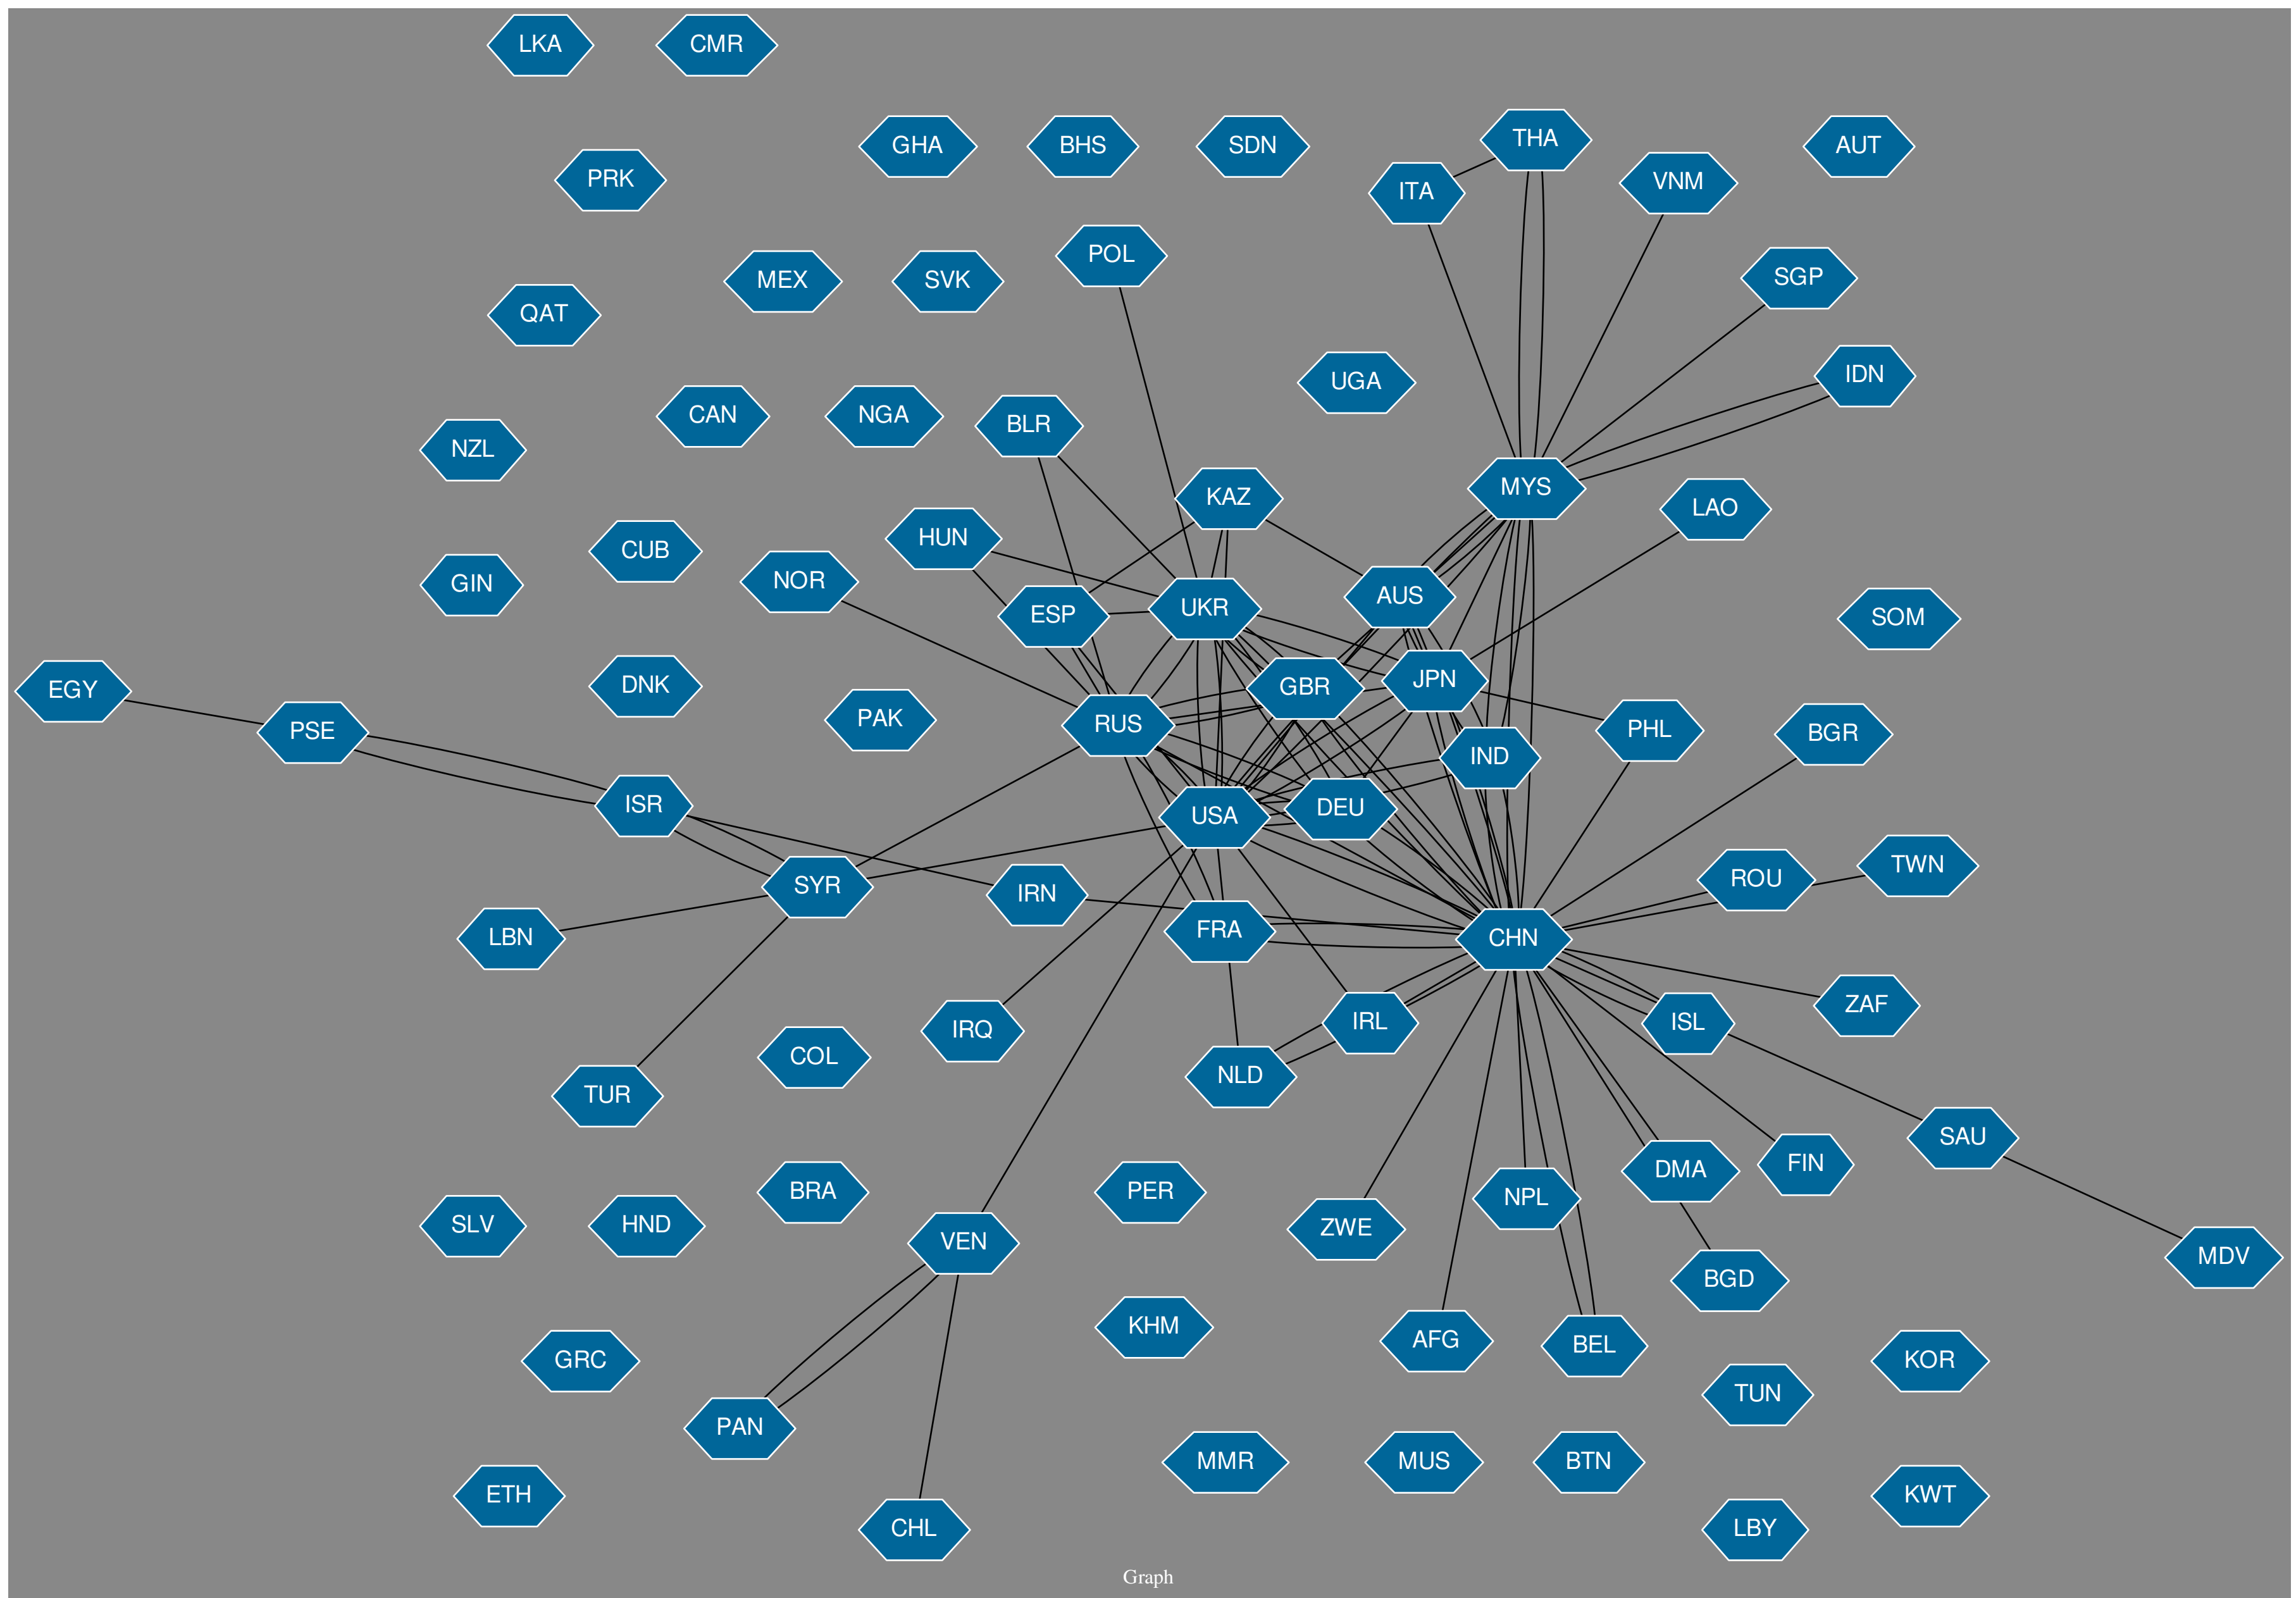 LKA
CMR
GHA
BHS
SDN
THA
AUT
PRK
ITA
VNM
POL
MEX
SVK
SGP
QAT
UGA
IDN
CAN
NGA
BLR
NZL
KAZ
MYS
LAO
CUB
HUN
NOR
GIN
ESP
UKR
AUS
SOM
EGY
DNK
GBR
JPN
PSE
PAK
RUS
IND
PHL
BGR
ISR
USA
DEU
SYR
IRN
ROU
TWN
LBN
FRA
CHN
IRQ
IRL
ISL
ZAF
COL
NLD
TUR
SAU
BRA
PER
NPL
DMA
FIN
SLV
HND
VEN
ZWE
MDV
BGD
KHM
AFG
BEL
GRC
KOR
PAN
TUN
MMR
MUS
BTN
ETH
KWT
CHL
LBY
Graph